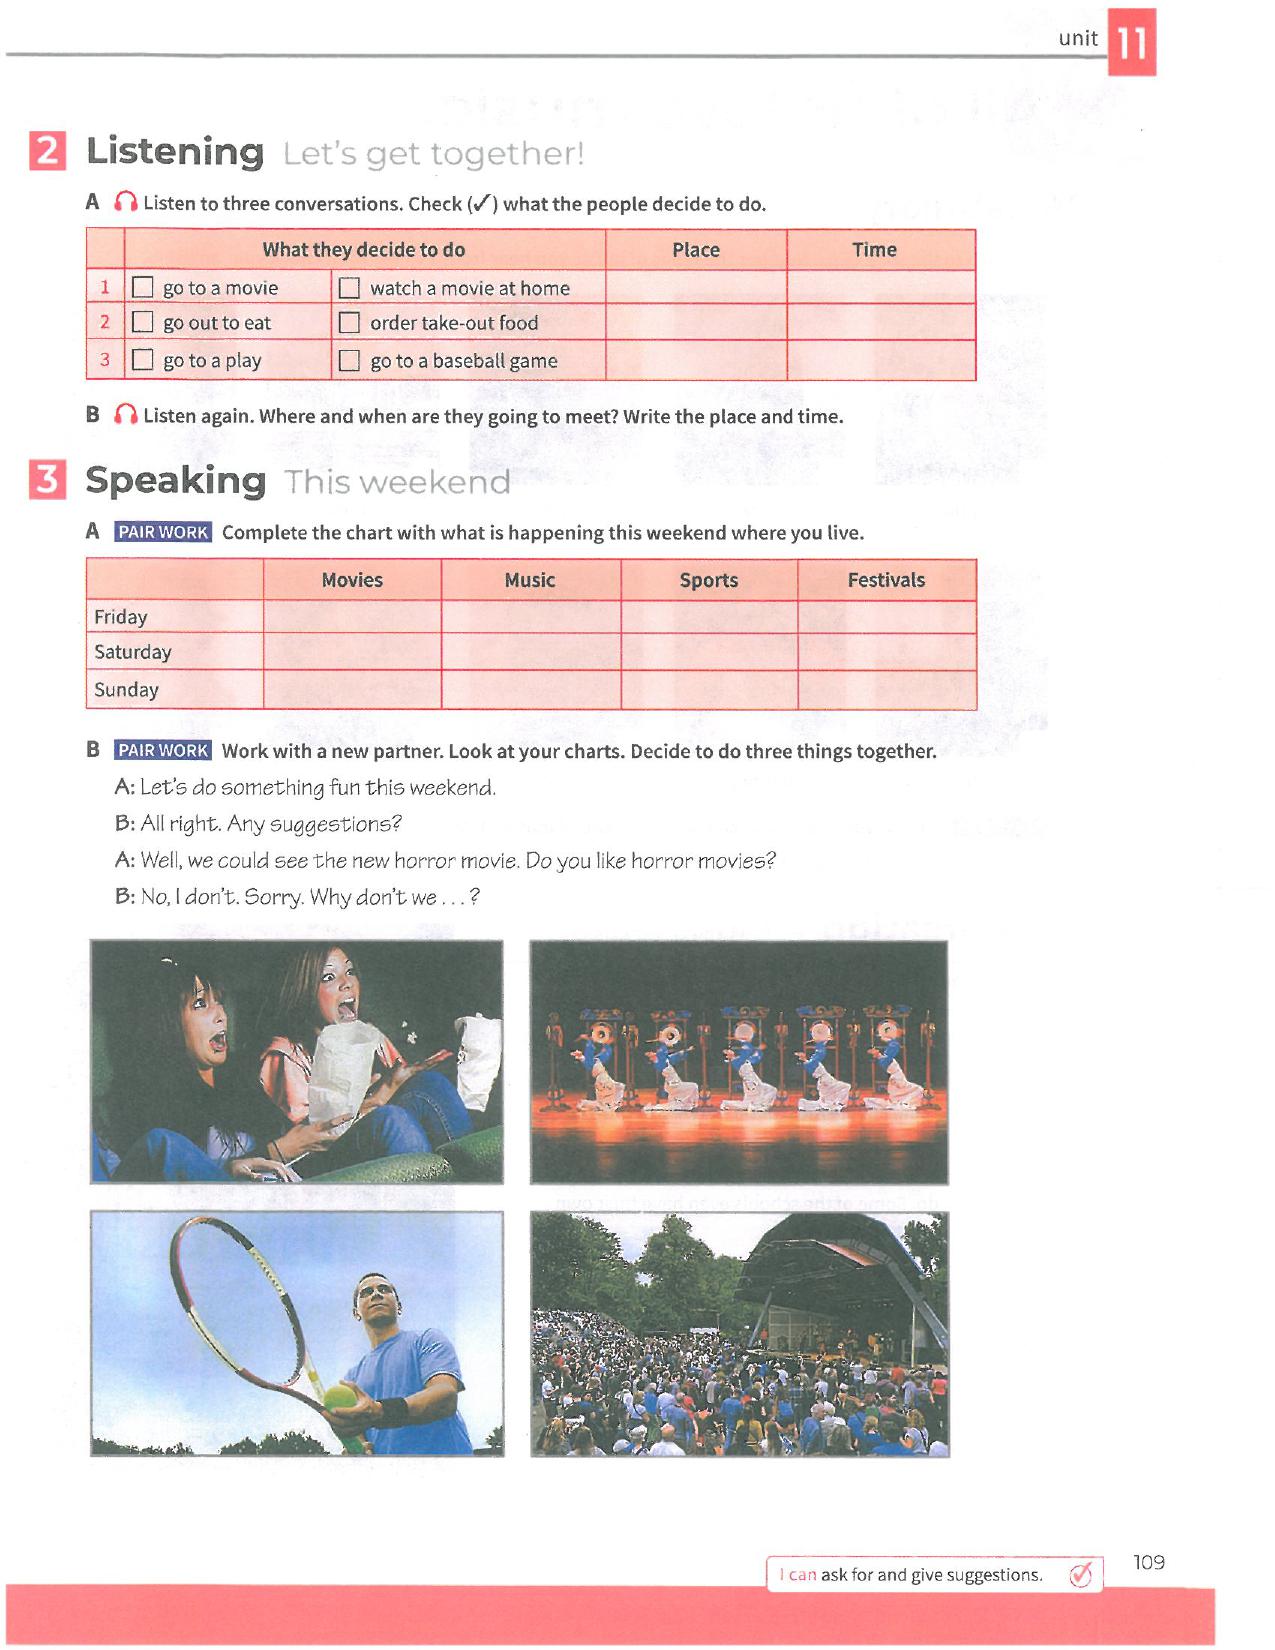 unit 11
2 Listening Let's get together!
A Listen to three conversations. Check (✓) what the people decide to do.
What they decide to do Place Time
1 go to a movie watch a movie at home
2 go out to eat order take-out food
3 go to a play go to a baseball game
B Listen again. Where and when are they going to meet? Write the place and time.
3 Speaking This weekend
A PAIR WORK Complete the chart with what is happening this weekend where you live.
Movies Music Sports Festivals
Friday
Saturday
Sunday
B PAIR WORK Work with a new partner. Look at your charts. Decide to do three things together.
A: Let's do something fun this weekend.
B: All right. Any suggestions?
A: Well, we could see the new horror movie. Do you like horror movies?
B: No, I don't. Sorry. Why don't we . . . ?
I can ask for and give suggestions.
109